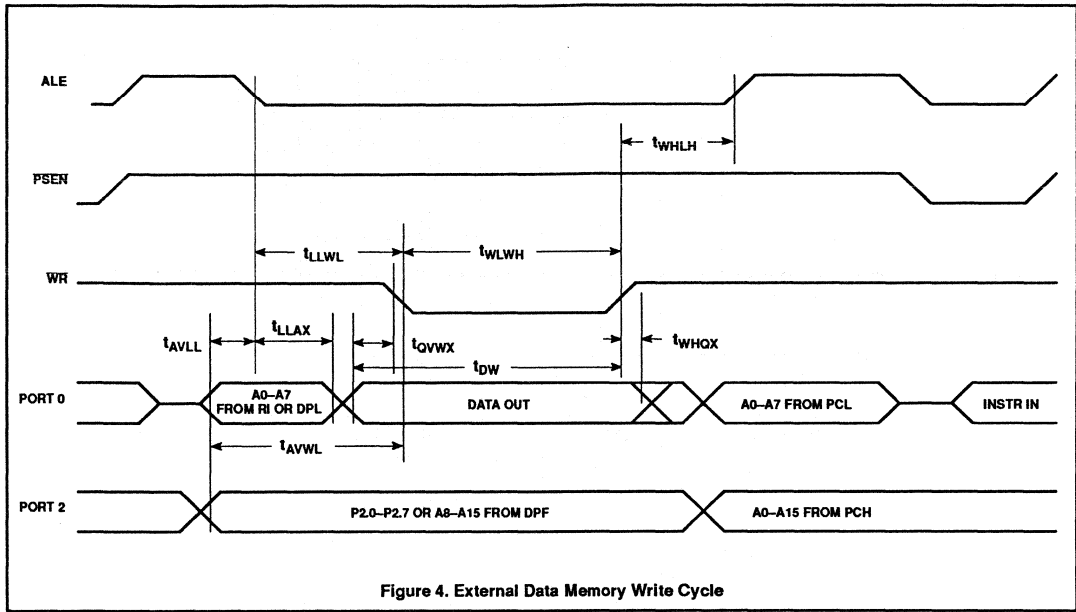 ALE
tWHLH
PSEN
tLLWL
tWLWH
WR
tAVLL
tLLAX
tQVWX
tWHQX
tDW
PORT 0
A0–A7
FROM RI OR DPL
DATA OUT
A0–A7 FROM PCL
INSTR IN
tAVWL
PORT 2
P2.0–P2.7 OR A8–A15 FROM DPF
A0–A15 FROM PCH
Figure 4. External Data Memory Write Cycle